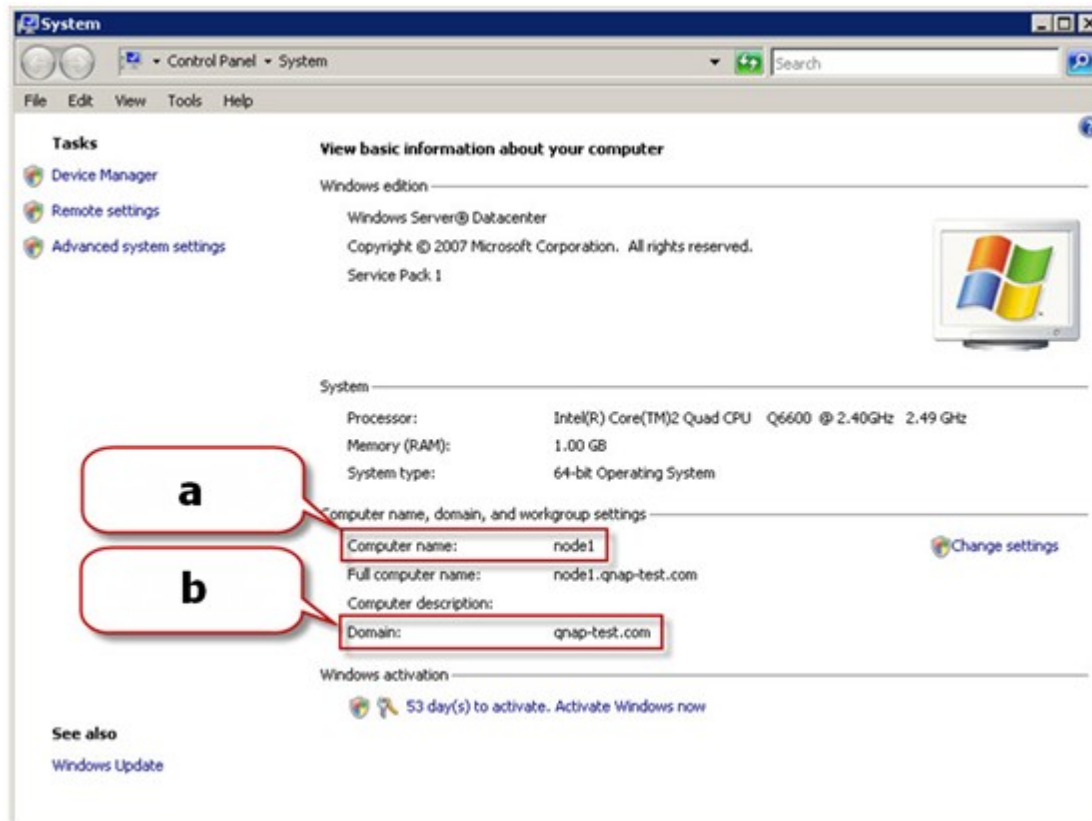 System
Control Panel System
Search
File Edit View Tools Help
Tasks
Device Manager
Remote settings
Advanced system settings
View basic information about your computer
Windows edition
Windows Server® Datacenter
Copyright © 2007 Microsoft Corporation. All rights reserved.
Service Pack 1
System
Processor: Intel(R) Core(TM)2 Quad CPU Q6600 @ 2.40GHz 2.49 GHz
Memory (RAM): 1.00 GB
System type: 64-bit Operating System
a
Computer name, domain, and workgroup settings
Computer name: node1
Change settings
Full computer name: node1.qnap-test.com
b
Computer description:
Domain: qnap-test.com
Windows activation
53 day(s) to activate. Activate Windows now
See also
Windows Update